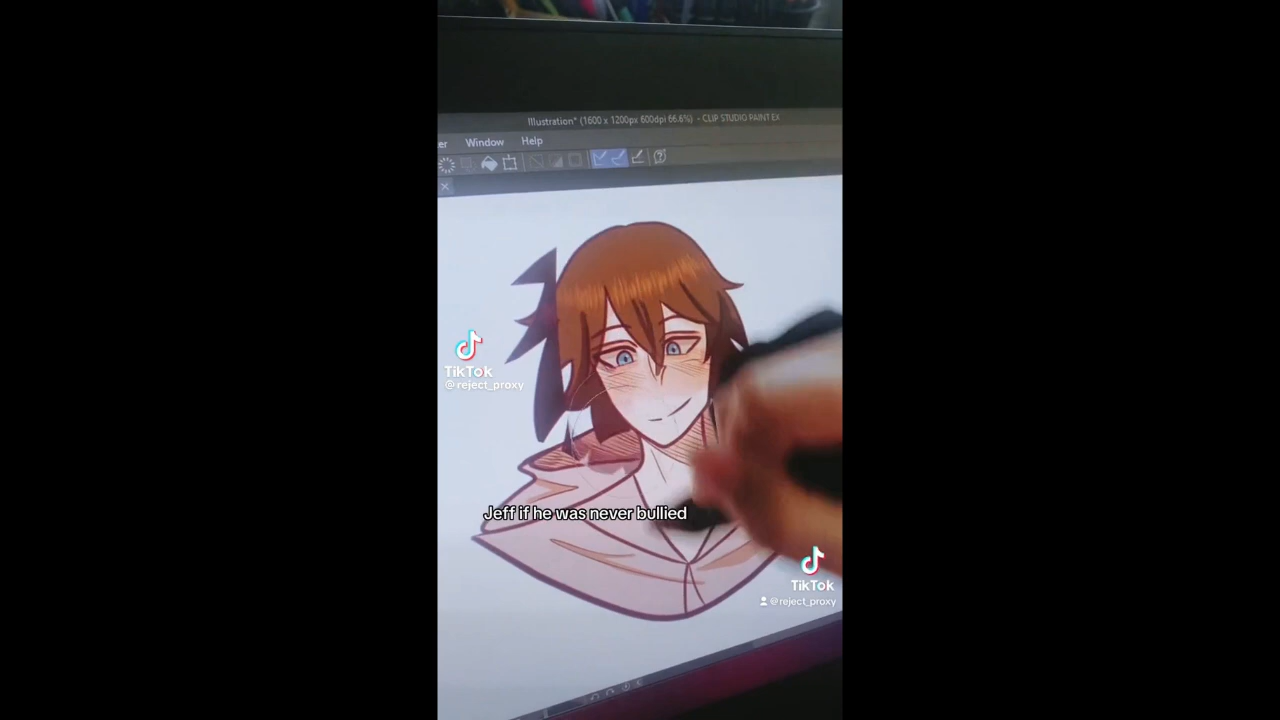 Illustration* (1600 x 1200px 600dpi 66.6%) - CLIP STUDIO PAINT EX
er Window Help
TikTok
@reject_proxy
Jeff if he was never bullied
TikTok
@reject_proxy